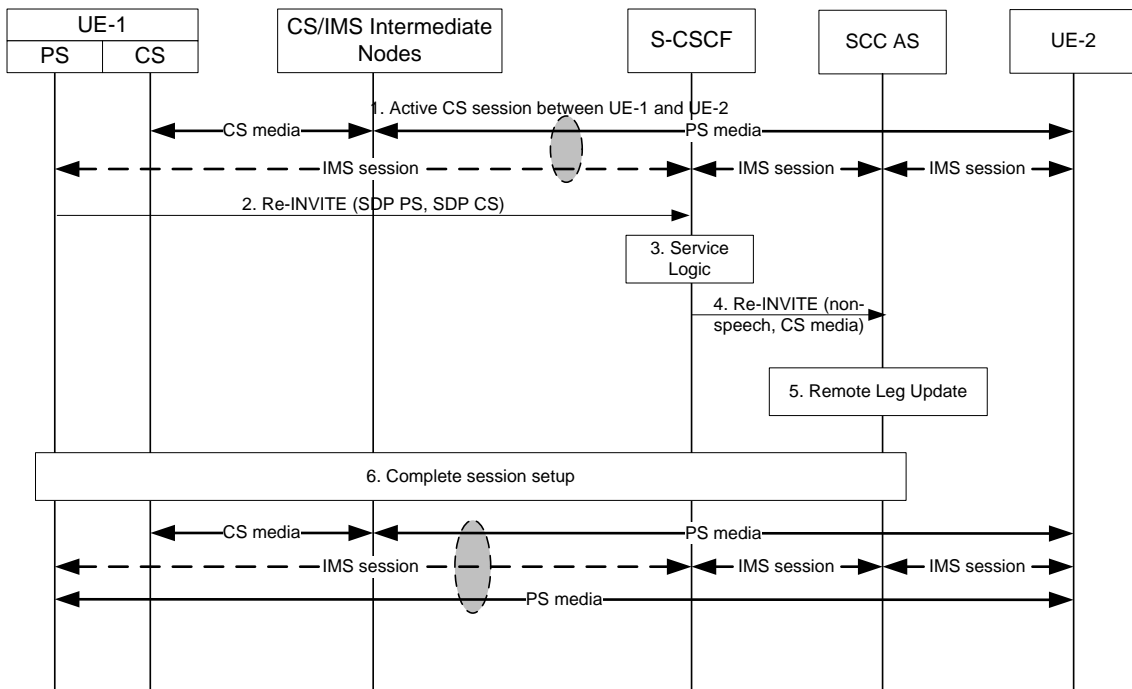 UE-1
PS
CS
CS/IMS Intermediate
Nodes
S-CSCF
SCC AS
UE-2
1. Active CS session between UE-1 and UE-2
CS media
PS media
IMS session
IMS session
IMS session
2. Re-INVITE (SDP PS, SDP CS)
3. Service
Logic
4. Re-INVITE (non-
speech, CS media)
5. Remote Leg Update
6. Complete session setup
CS media
PS media
IMS session
IMS session
IMS session
PS media